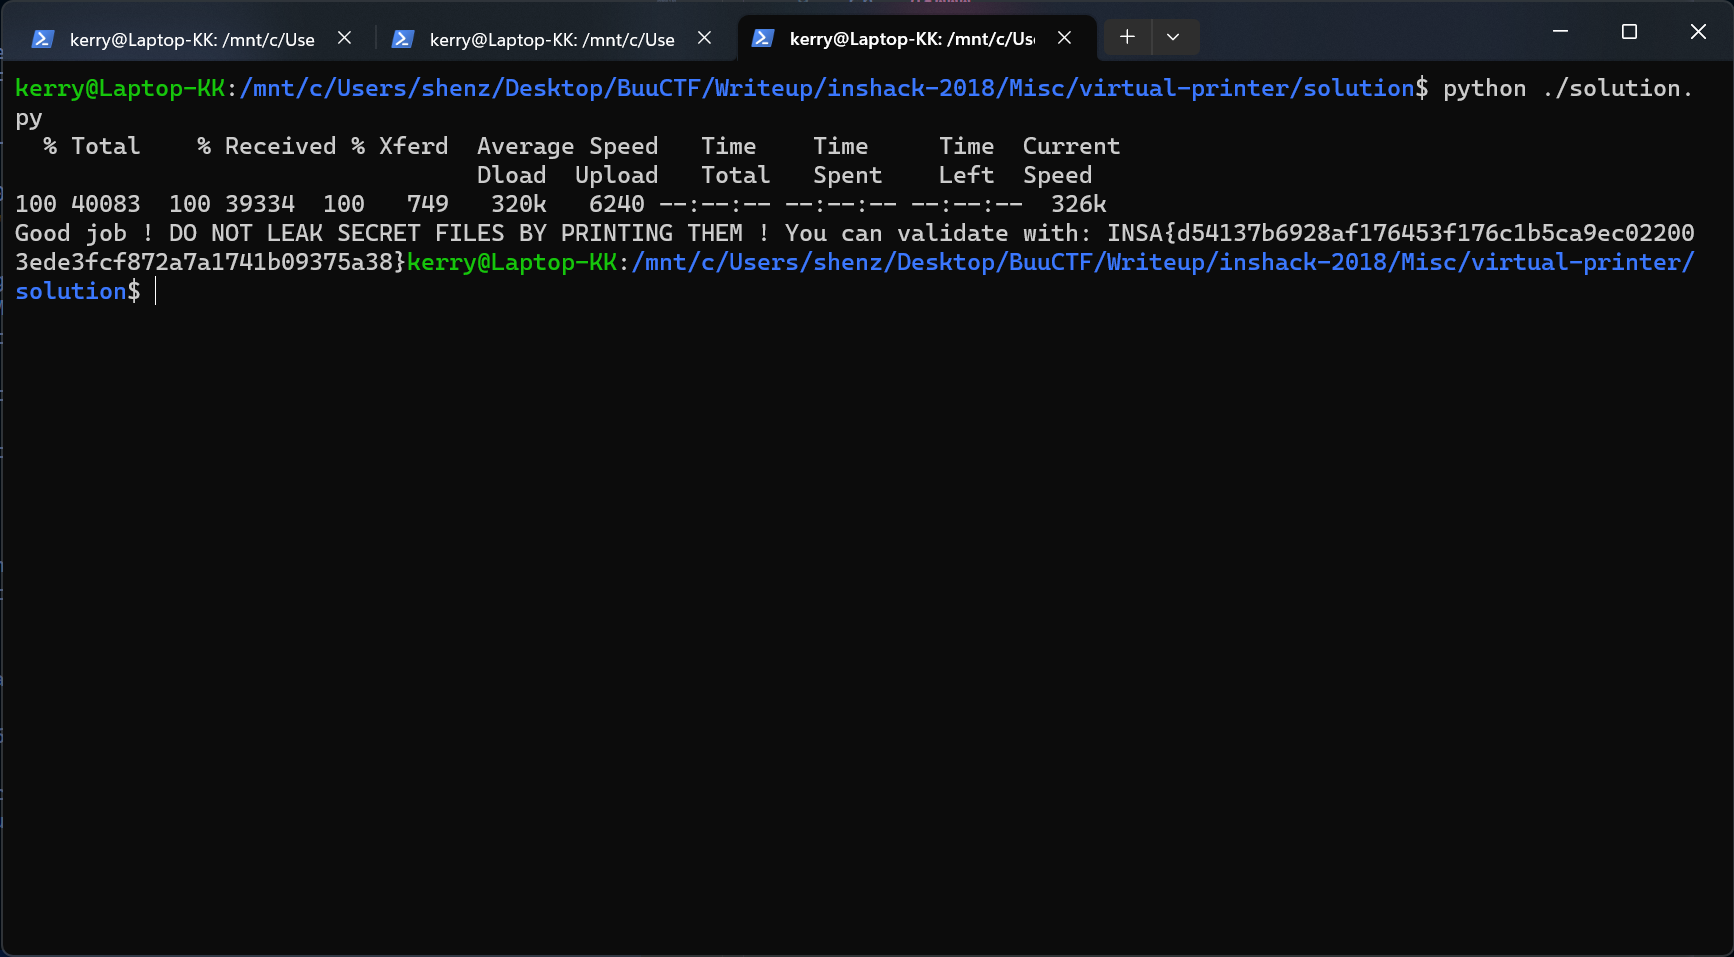 kerry@Laptop-KK: /mnt/c/Use
kerry@Laptop-KK: /mnt/c/Use
kerry@Laptop-KK: /mnt/c/Us
kerry@Laptop-KK:/mnt/c/Users/shenz/Desktop/BuuCTF/Writeup/inshack-2018/Misc/virtual-printer/solution$ python ./solution.
py
  % Total    % Received % Xferd  Average Speed   Time    Time     Time  Current
                                 Dload  Upload   Total   Spent    Left  Speed
100 40083  100 39334  100   749   320k   6240 --:--:-- --:--:-- --:--:--  326k
Good job ! DO NOT LEAK SECRET FILES BY PRINTING THEM ! You can validate with: INSA{d54137b6928af176453f176c1b5ca9ec02200
3ede3fcf872a7a1741b09375a38}kerry@Laptop-KK:/mnt/c/Users/shenz/Desktop/BuuCTF/Writeup/inshack-2018/Misc/virtual-printer/
solution$